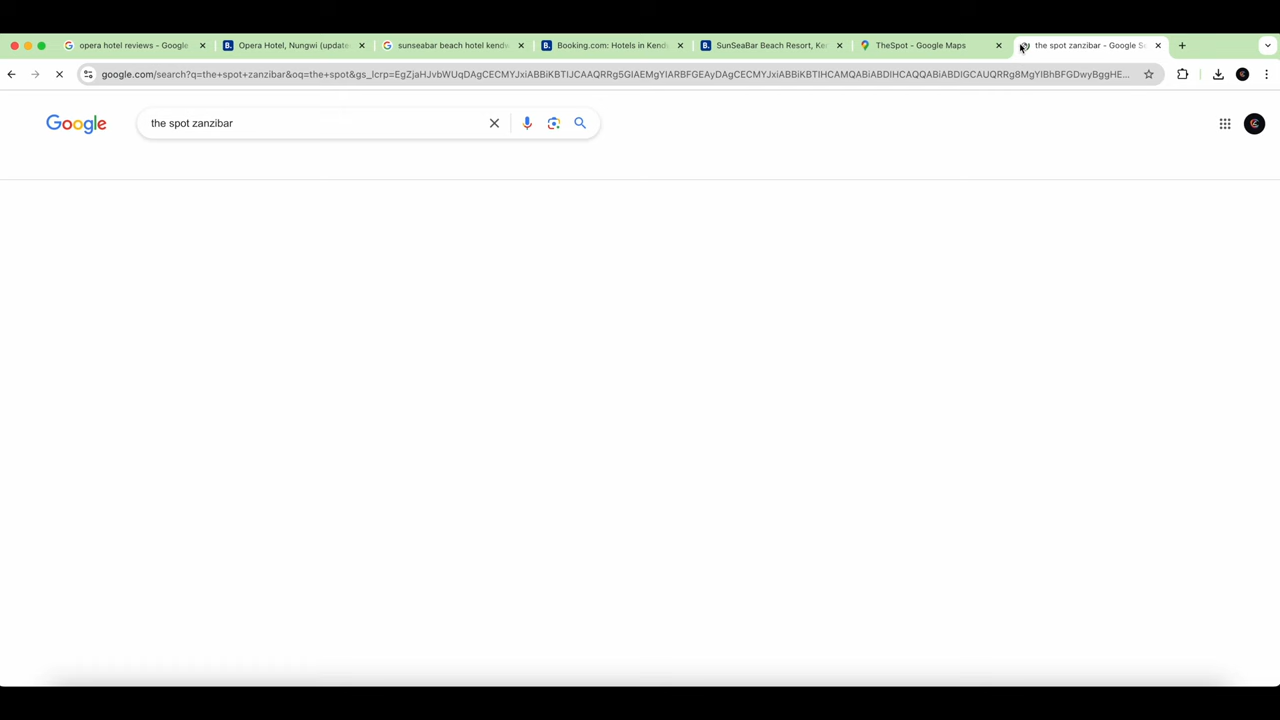 opera hotel reviews - Google
Opera Hotel, Nungwi (update
sunseabar beach hotel kendw
Booking.com: Hotels in Kend
SunSeaBar Beach Resort, Ke
TheSpot - Google Maps
the spot zanzibar - Google S
google.com/search?q=the+spot+zanzibar&oq=the+spot&gs_lcrp=EgZjaHJvbWUqDAgCECMYJxiABBiKBTIJCAAQRRg5GIAEMgYIARBFGEAyDAgCECMYJxiABBiKBTIHCAMQABiABDIHCAQQABiABDIGCAUQRRg8MgYIBhBFGDwyBggHE...
Google
the spot zanzibar